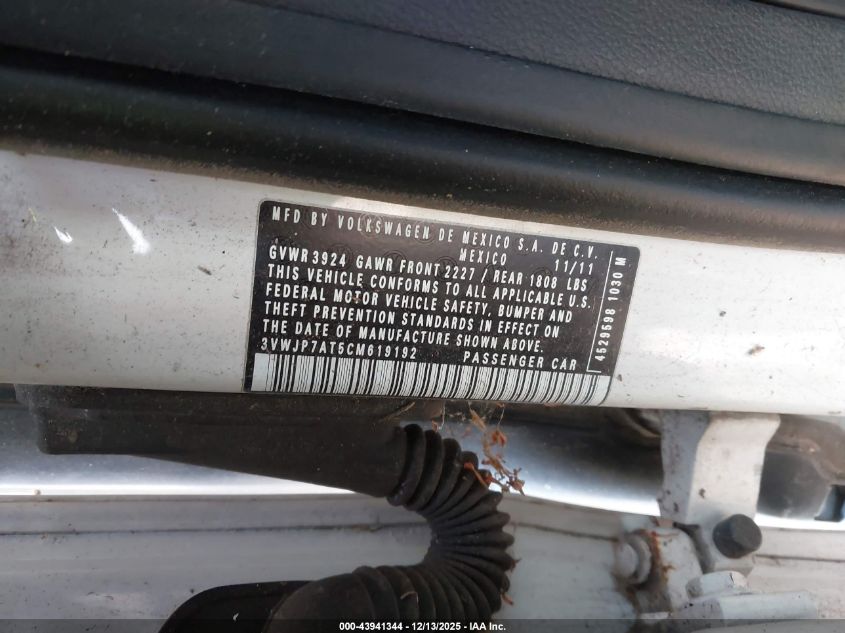 MFD BY VOLKSWAGEN DE MEXICO S.A. DE C.V.
MEXICO 11/11
GVWR 3924 GAWR FRONT 2227 / REAR 1808 LBS
THIS VEHICLE CONFORMS TO ALL APPLICABLE U.S.
FEDERAL MOTOR VEHICLE SAFETY, BUMPER AND
THEFT PREVENTION STANDARDS IN EFFECT ON
THE DATE OF MANUFACTURE SHOWN ABOVE.
3VWJP7AT5CM619192 PASSENGER CAR
4529598 1030 M
000-43941344 - 12/13/2025 - IAA Inc.